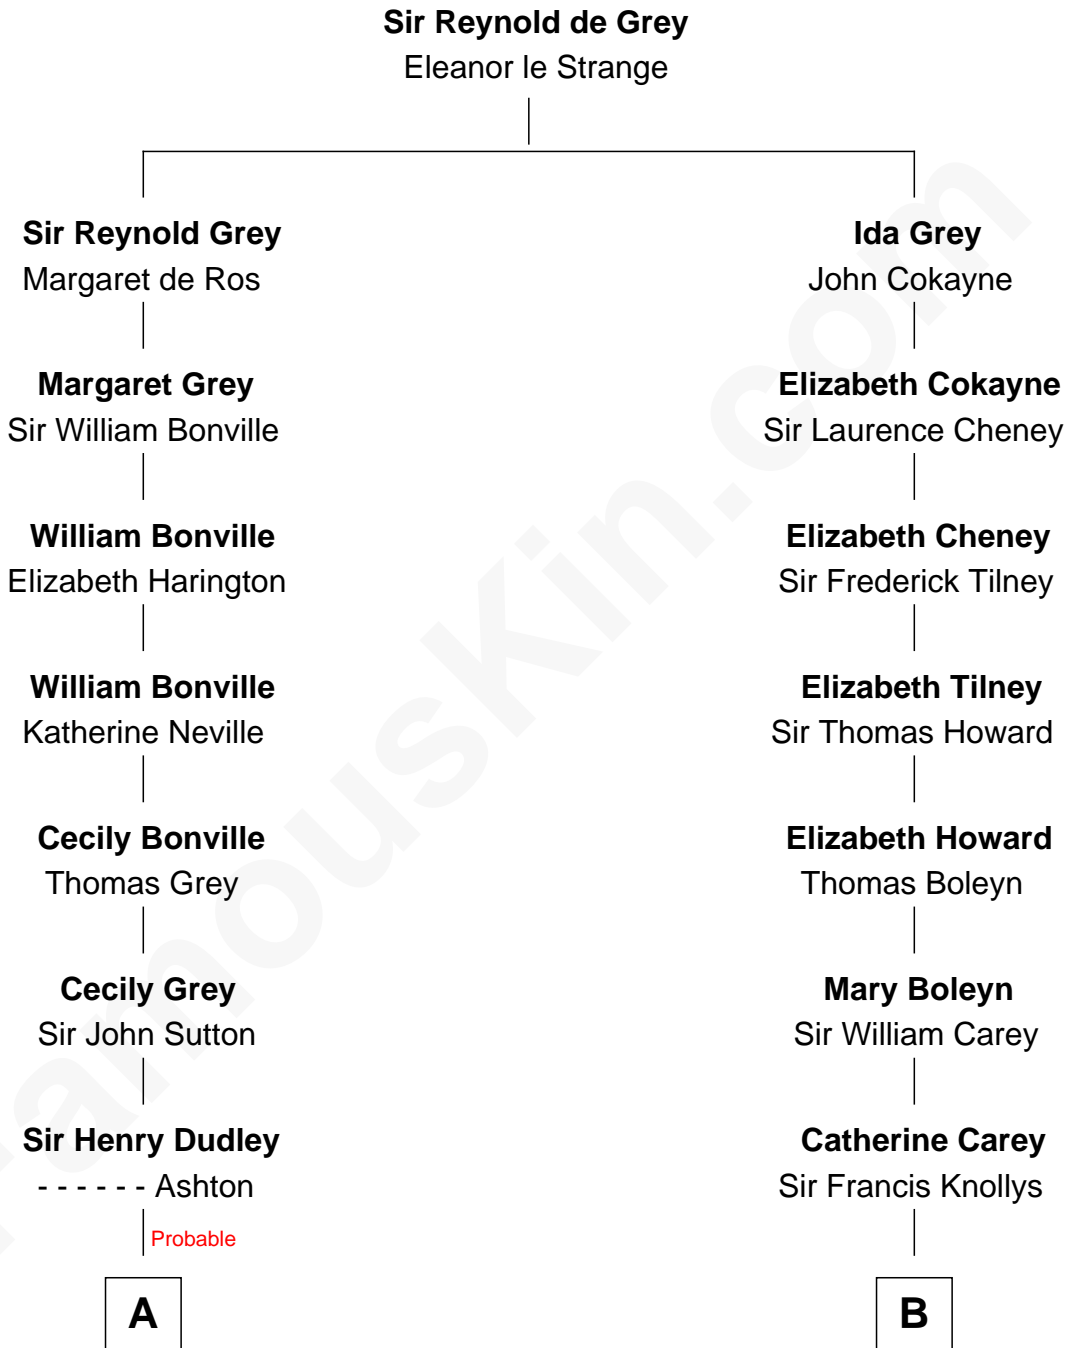 Sir Reynold de Grey
Eleanor le Strange
Sir Reynold Grey
Margaret de Ros
Ida Grey
John Cokayne
Margaret Grey
Sir William Bonville
Elizabeth Cokayne
Sir Laurence Cheney
William Bonville
Elizabeth Harington
Elizabeth Cheney
Sir Frederick Tilney
William Bonville
Katherine Neville
Elizabeth Tilney
Sir Thomas Howard
Cecily Bonville
Thomas Grey
Elizabeth Howard
Thomas Boleyn
Cecily Grey
Sir John Sutton
Mary Boleyn
Sir William Carey
Sir Henry Dudley
- - - - - - Ashton
Catherine Carey
Sir Francis Knollys
Probable
A
B
FamousKin.com